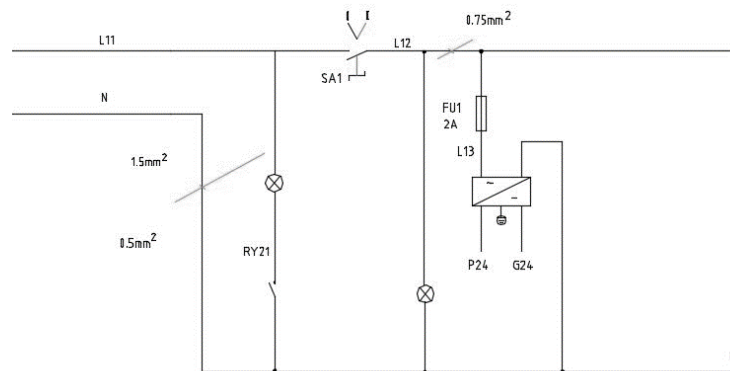 I I
0.75mm²
L11
L12
SA1
N
FU1
2A
L13
1.5mm²
~
-
0.5mm²
RY21
P24 G24